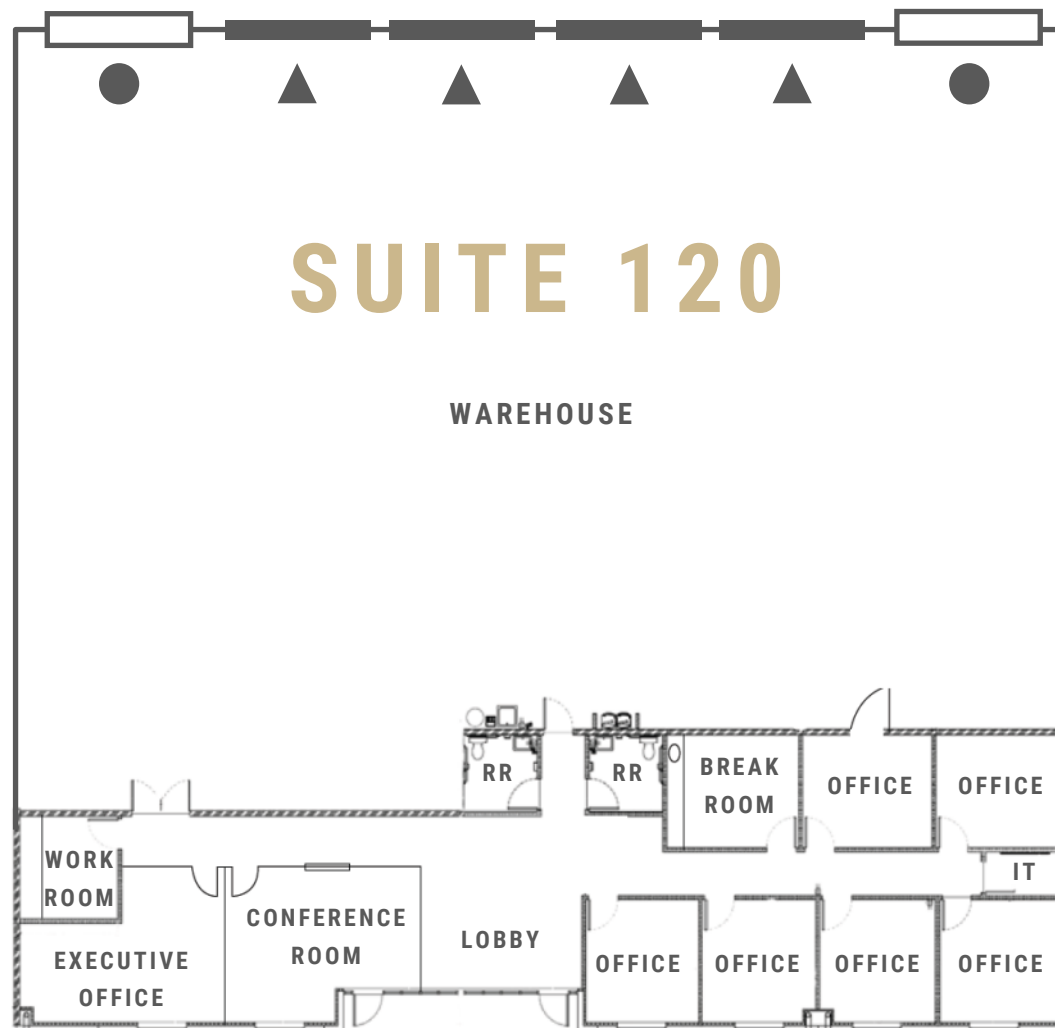 SUITE 120
WAREHOUSE
RR
RR
BREAK
ROOM
OFFICE
OFFICE
WORK
ROOM
IT
CONFERENCE
ROOM
LOBBY
EXECUTIVE
OFFICE
OFFICE
OFFICE
OFFICE
OFFICE